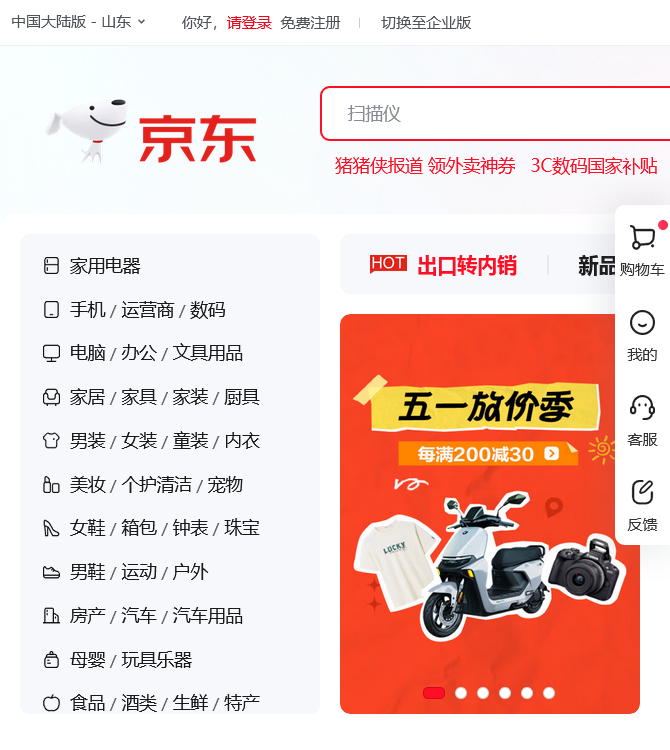 中国大陆版 - 山东 你好，请登录 免费注册 切换至企业版
京东
扫描仪
猪猪侠报道 领外卖神券 3C数码国家补贴
家用电器
手机 / 运营商 / 数码
电脑 / 办公 / 文具用品
家居 / 家具 / 家装 / 厨具
男装 / 女装 / 童装 / 内衣
美妆 / 个护清洁 / 宠物
女鞋 / 箱包 / 钟表 / 珠宝
男鞋 / 运动 / 户外
房产 / 汽车 / 汽车用品
母婴 / 玩具乐器
食品 / 酒类 / 生鲜 / 特产
HOT 出口转内销 新品
五一放价季
每满200减30
LOCKY
购物车
我的
客服
反馈